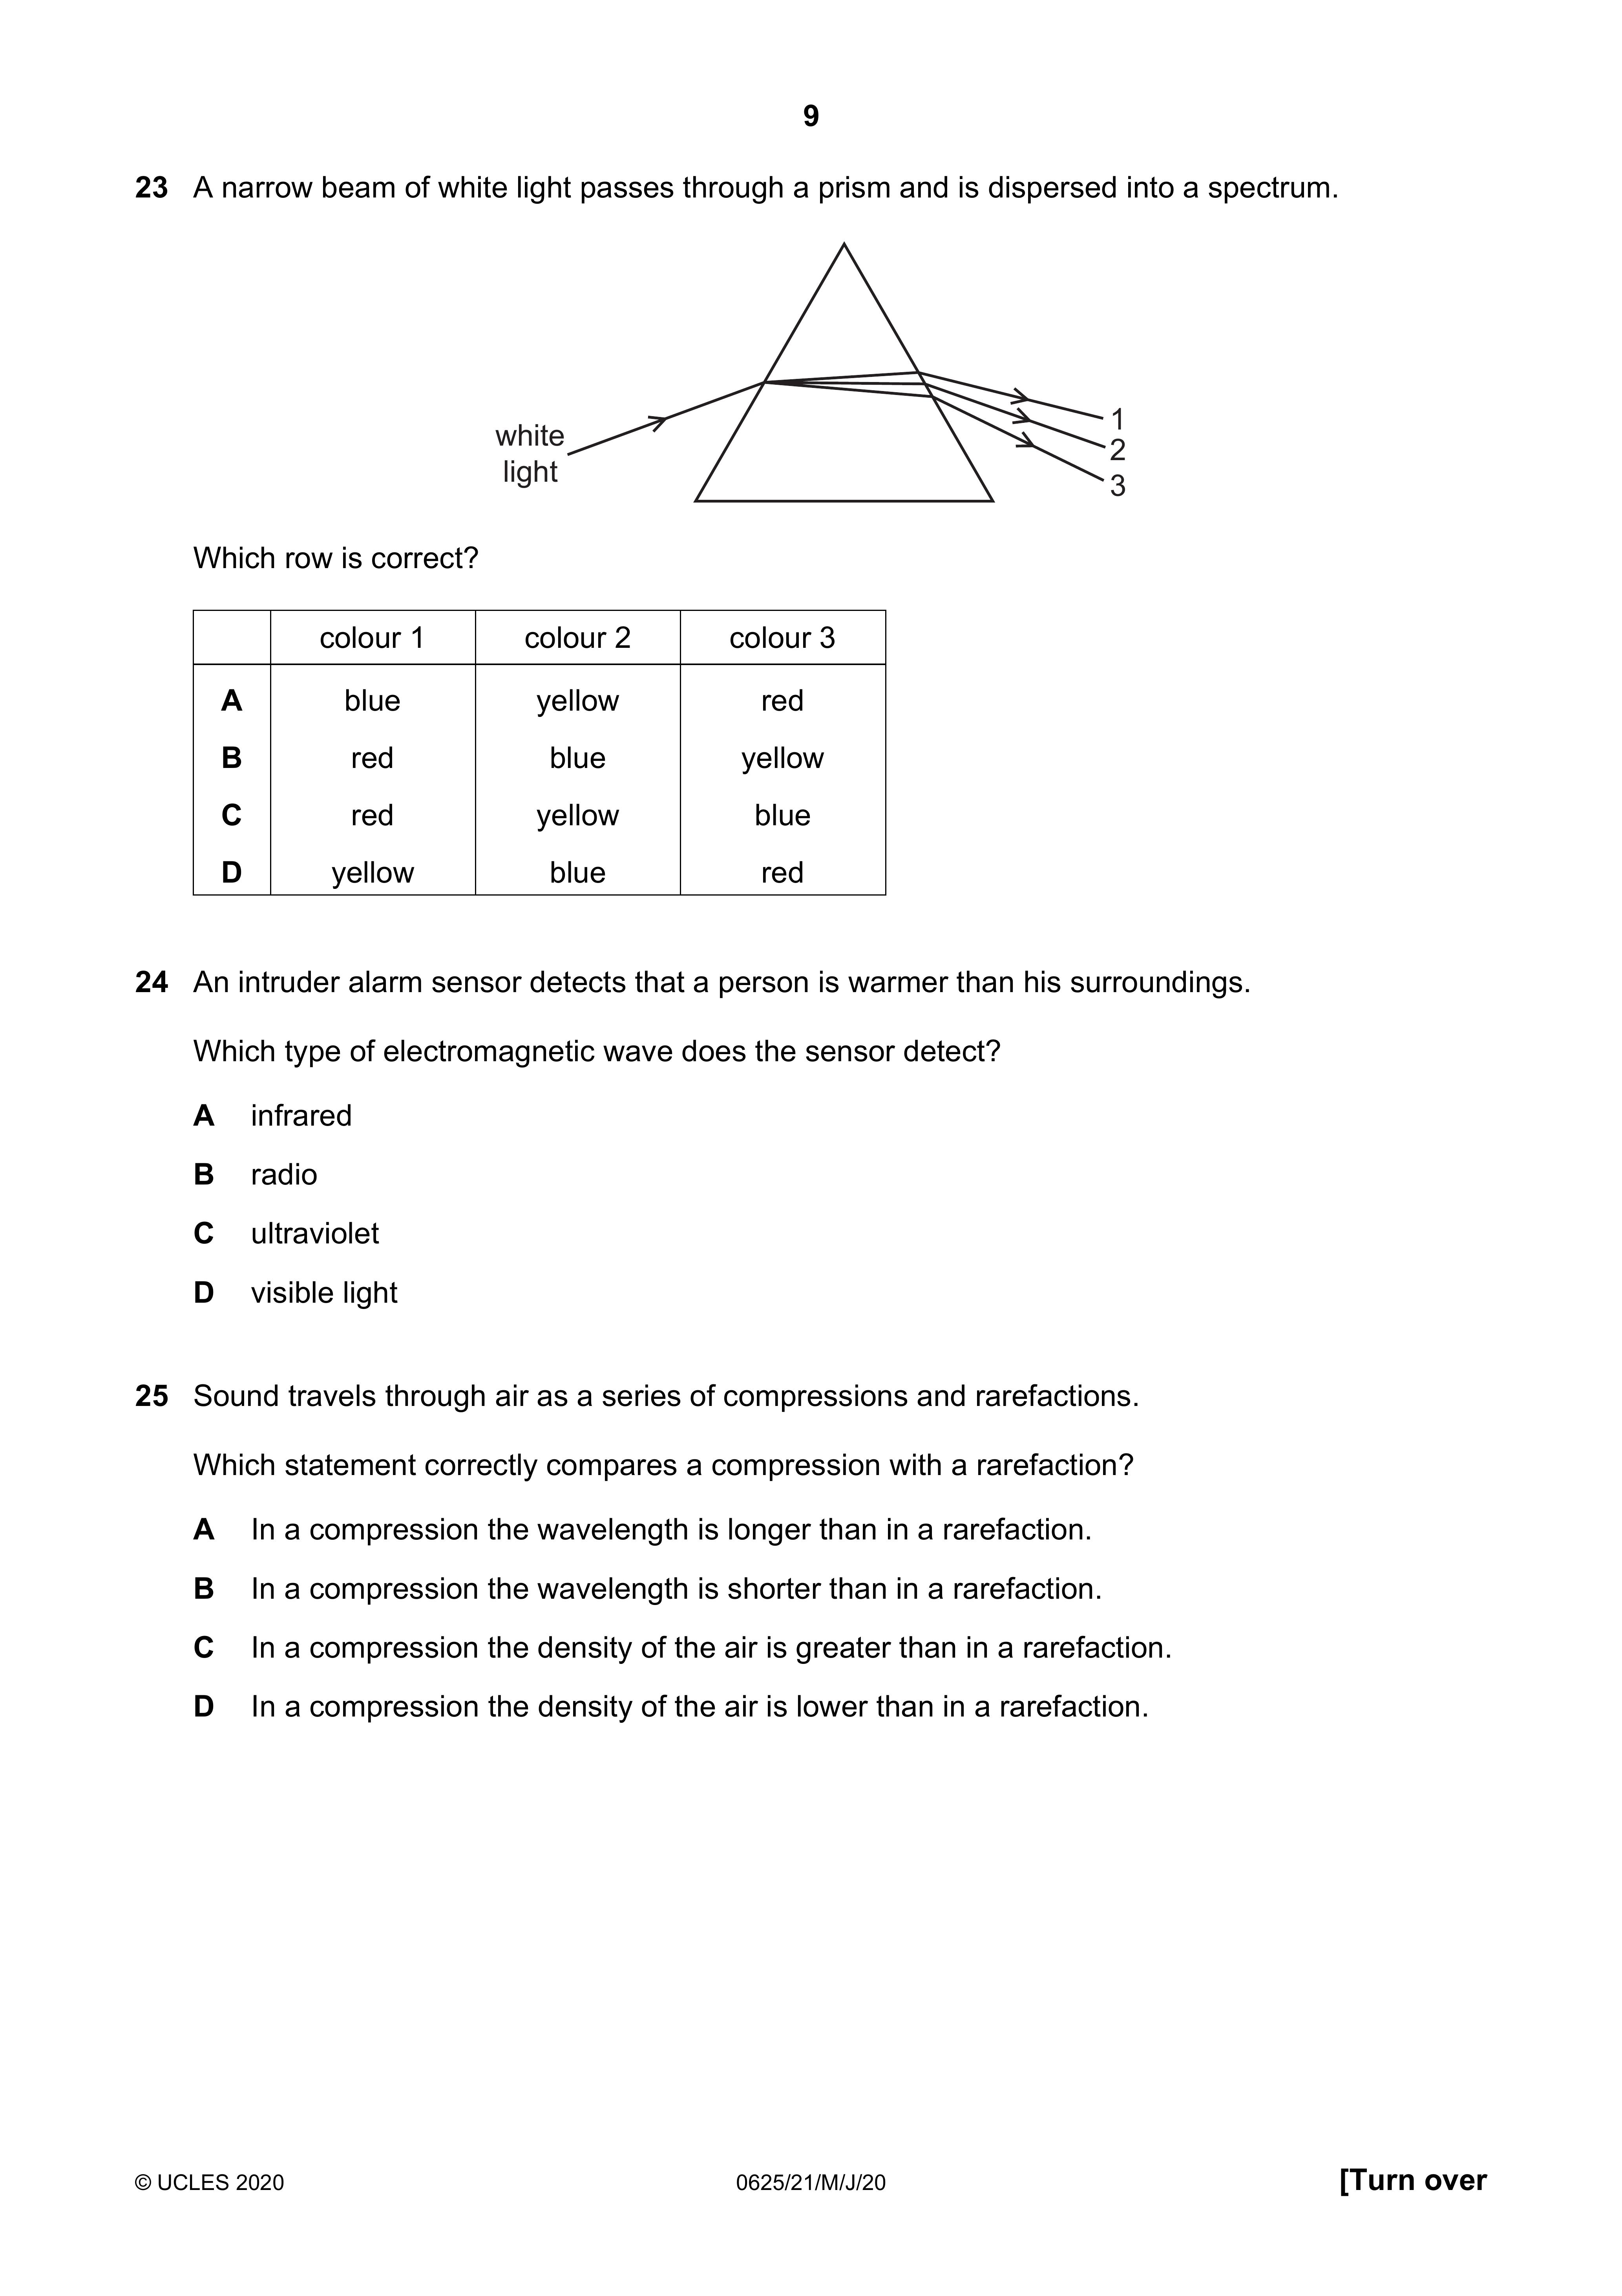 9
23 A narrow beam of white light passes through a prism and is dispersed into a spectrum.
white
light
1
2
3
Which row is correct?
colour 1 colour 2 colour 3
A blue yellow red
B red blue yellow
C red yellow blue
D yellow blue red
24 An intruder alarm sensor detects that a person is warmer than his surroundings.
Which type of electromagnetic wave does the sensor detect?
A infrared
B radio
C ultraviolet
D visible light
25 Sound travels through air as a series of compressions and rarefactions.
Which statement correctly compares a compression with a rarefaction?
A In a compression the wavelength is longer than in a rarefaction.
B In a compression the wavelength is shorter than in a rarefaction.
C In a compression the density of the air is greater than in a rarefaction.
D In a compression the density of the air is lower than in a rarefaction.
© UCLES 2020 0625/21/M/J/20 [Turn over